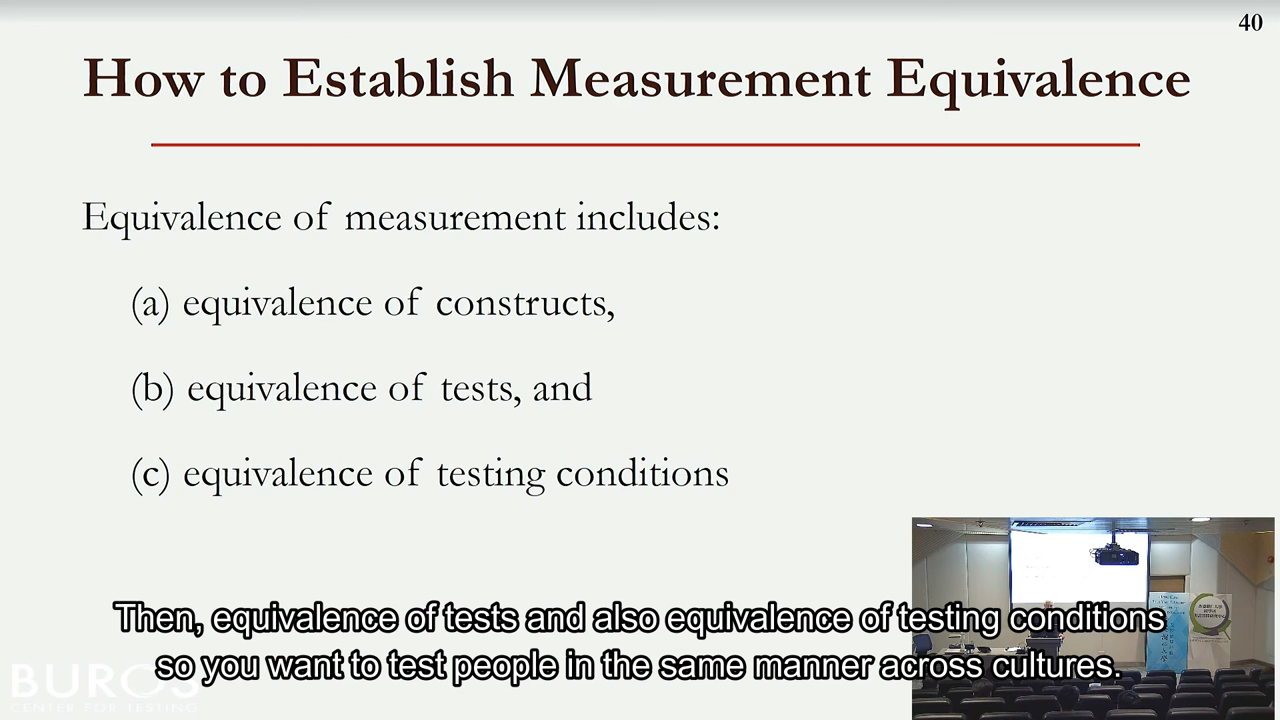 40
How to Establish Measurement Equivalence
Equivalence of measurement includes:
(a) equivalence of constructs,
(b) equivalence of tests, and
(c) equivalence of testing conditions
Then, equivalence of tests and also equivalence of testing conditions
so you want to test people in the same manner across cultures.
BUROS
CENTER FOR TESTING